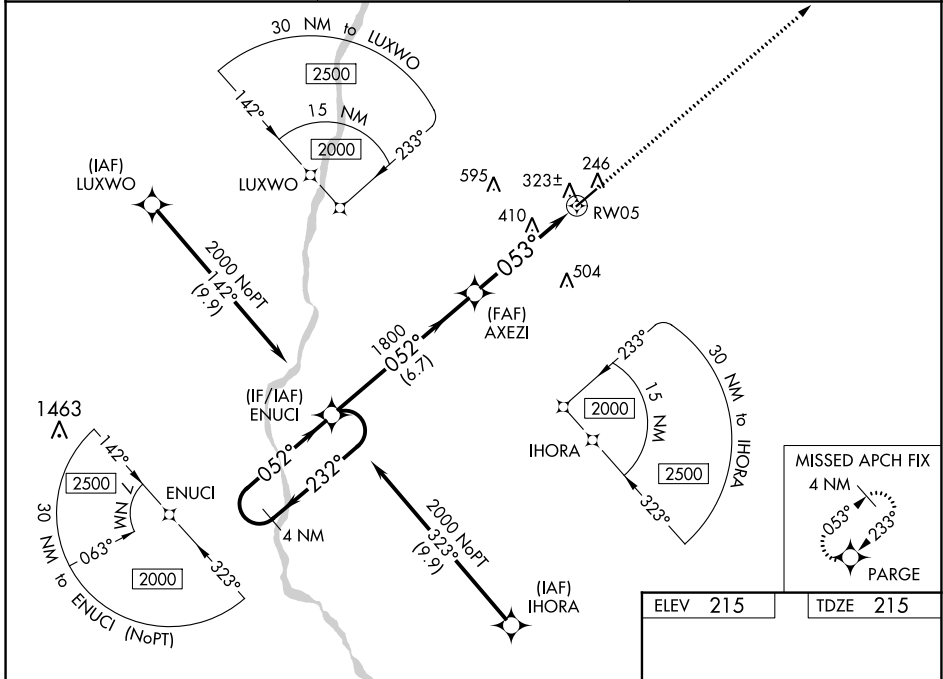 30 NM to LUXWO
2500
142°
15 NM
2000
233°
LUXWO
(IAF)
LUXWO
2000 NoPT
142°
(9.9)
595
323±
246
RW05
410
053°
504
(FAF)
AXEZI
1800
052°
(6.7)
(IF/IAF)
ENUCI
052°
232°
4 NM
2000 NoPT
323°
(9.9)
(IAF)
IHORA
1463
142°
2500
7 NM
ENUCI
063°
323°
2000
30 NM to ENUCI (NoPT)
233°
15 NM
2000
30 NM to IHORA
IHORA
2500
323°
MISSED APCH FIX
4 NM
053°
233°
PARGE
ELEV 215
TDZE 215